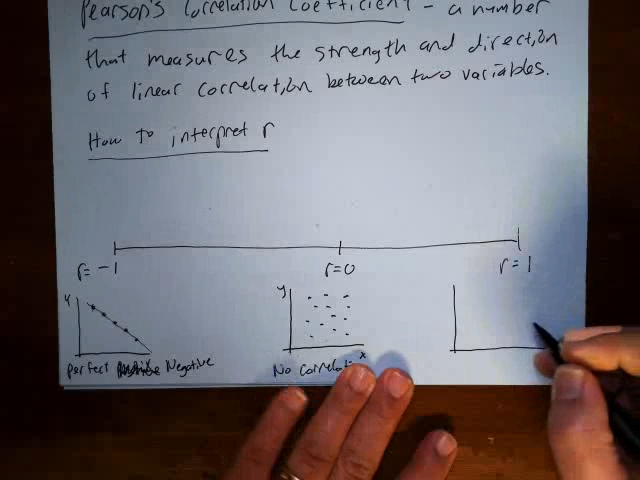 Pearson's Correlation Coefficient - a number
that measures the strength and direction
of linear correlation between two variables.
How to interpret r
r = -1
r=0
r = 1
y
y
x
Perfect Negative
No Correlat